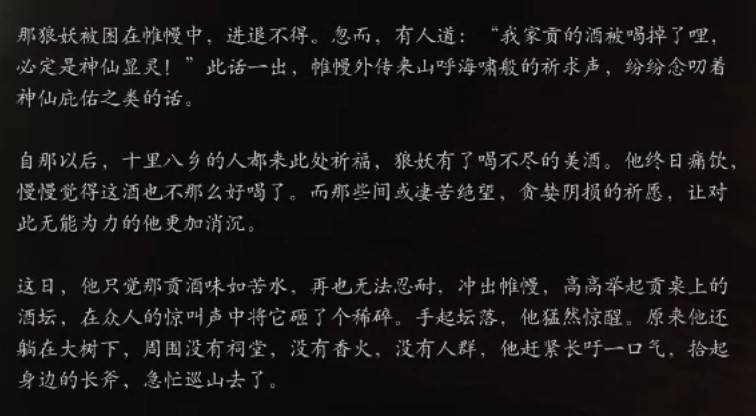 那狼妖被困在帷幔中，进退不得。忽而，有人道：“我家贡的酒被喝掉了哩，
必定是神仙显灵！”此话一出，帷幔外传来山呼海啸般的祈求声，纷纷念叨着
神仙庇佑之类的话。
自那以后，十里八乡的人都来此处祈福，狼妖有了喝不尽的美酒。他终日痛饮，
慢慢觉得这酒也不那么好喝了。而那些间或凄苦绝望，贪婪阴损的祈愿，让对
此无能为力的他更加消沉。
这日，他只觉那贡酒味如苦水，再也无法忍耐，冲出帷幔，高高举起贡桌上的
酒坛，在众人的惊叫声中将它砸了个稀碎。手起坛落，他猛然惊醒。原来他还
躺在大树下，周围没有祠堂，没有香火，没有人群，他赶紧长吁一口气，拾起
身边的长斧，急忙巡山去了。